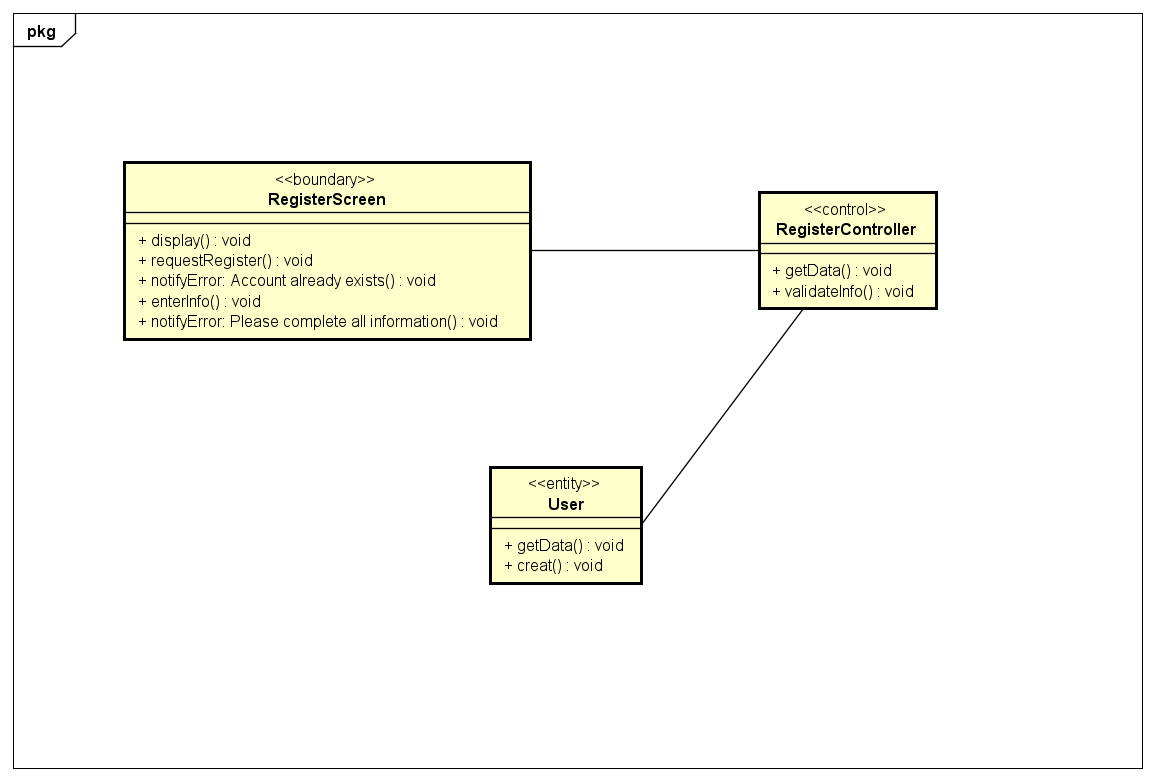 pkg
<<boundary>>
RegisterScreen
+ display() : void
+ requestRegister() : void
+ notifyError: Account already exists() : void
+ enterInfo() : void
+ notifyError: Please complete all information() : void
<<control>>
RegisterController
+ getData() : void
+ validateInfo() : void
<<entity>>
User
+ getData() : void
+ creat() : void